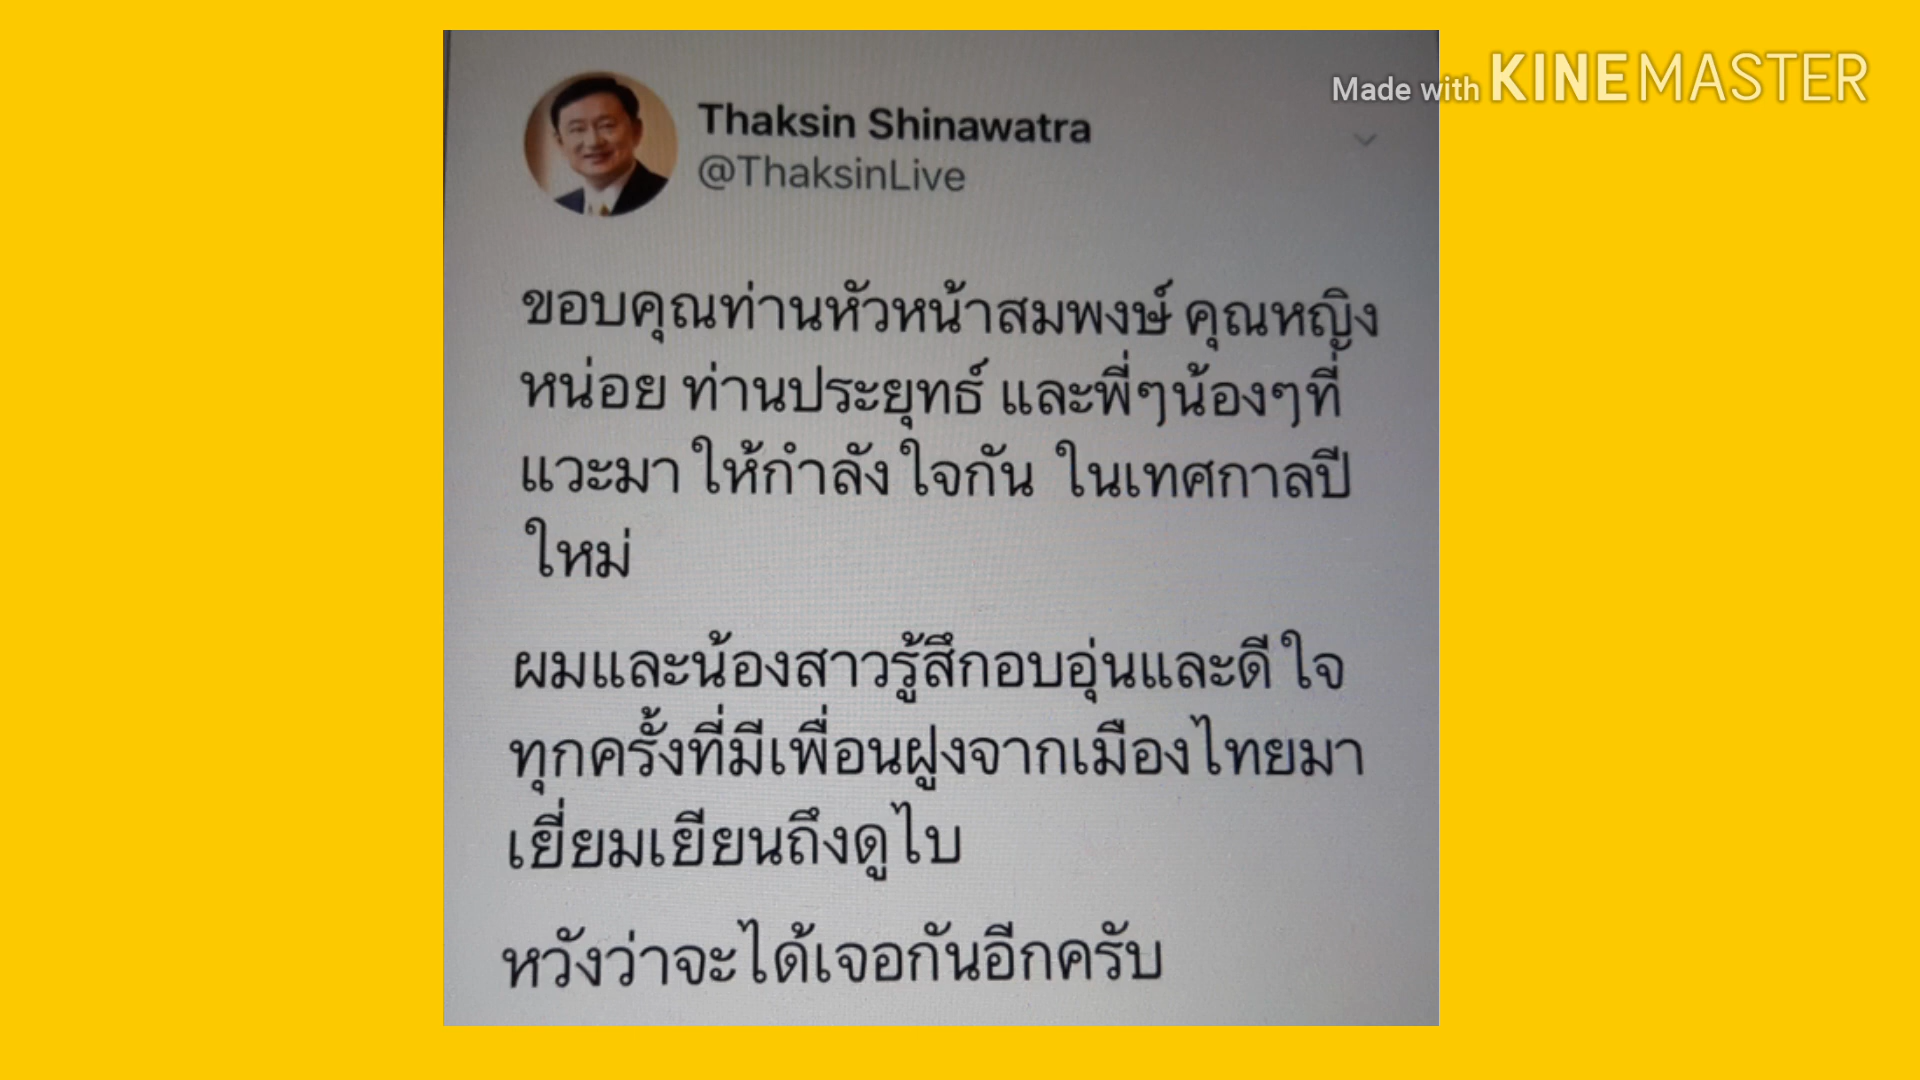 Made with KINEMASTER
Thaksin Shinawatra
@ThaksinLive
ขอบคุณท่านหัวหน้าสมพงษ์ คุณหญิง
หน่อย ท่านประยุทธ์ และพี่ๆน้องๆที่
แวะมา ให้กำลัง ใจกัน ในเทศกาลปี
ใหม่
ผมและน้องสาวรู้สึกอบอุ่นและดี ใจ
ทุกครั้งที่มีเพื่อนฝูงจากเมืองไทยมา
เยี่ยมเยียนถึงดูไบ
หวังว่าจะได้เจอกันอีกครับ